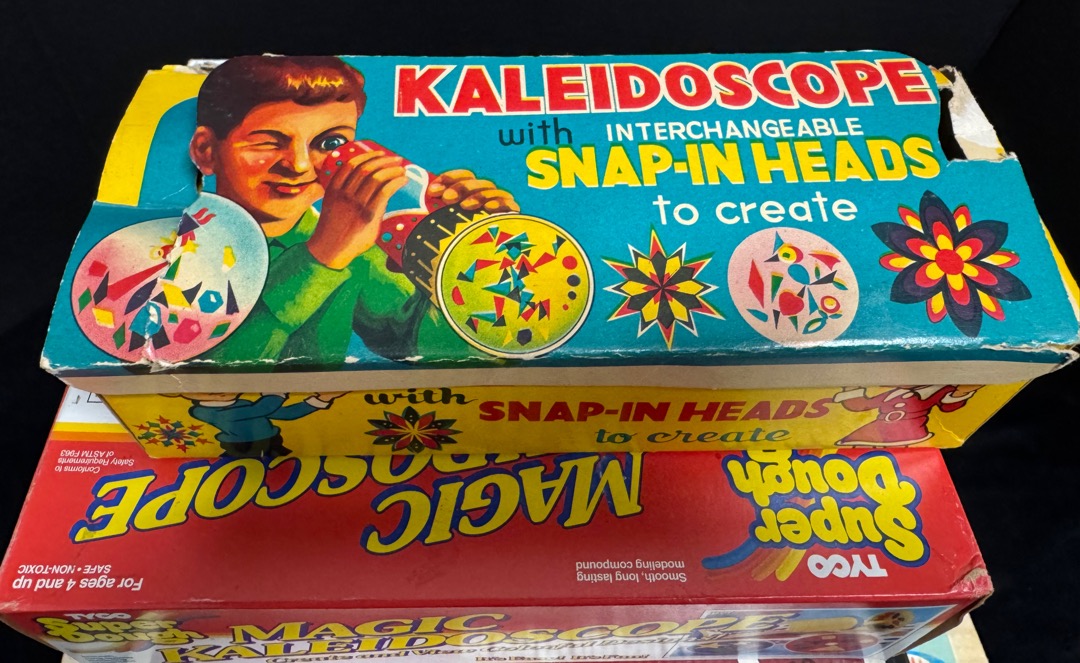 KALEIDOSCOPE
with INTERCHANGEABLE
SNAP-IN HEADS
to create
with SNAP-IN HEADS
to create
Super
Dough
TYCO
MAGIC
KALEIDOSCOPE
Smooth, long lasting
modeling compound
For ages 4 and up
SAFE • NON-TOXIC
Conforms to
Safety Requirements
of ASTM F963
TYCO
Super
Dough
MAGIC
KALEIDOSCOPE